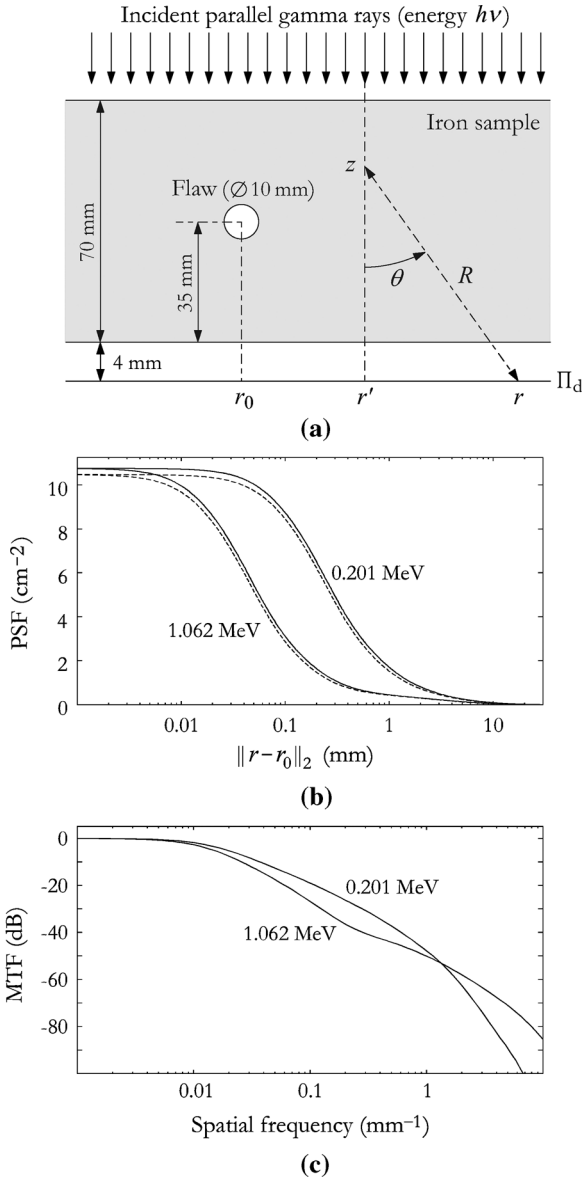 Incident parallel gamma rays (energy hν)
Iron sample
Flaw (∅ 10 mm)
z
70 mm
35 mm
θ
R
4 mm
r₀
r′
r
Πd
(a)
10
8
6
4
2
0
PSF (cm⁻²)
0.201 MeV
1.062 MeV
0.01
0.1
1
10
‖r − r₀‖₂ (mm)
(b)
0
-20
-40
-60
-80
MTF (dB)
0.201 MeV
1.062 MeV
0.01
0.1
1
Spatial frequency (mm⁻¹)
(c)